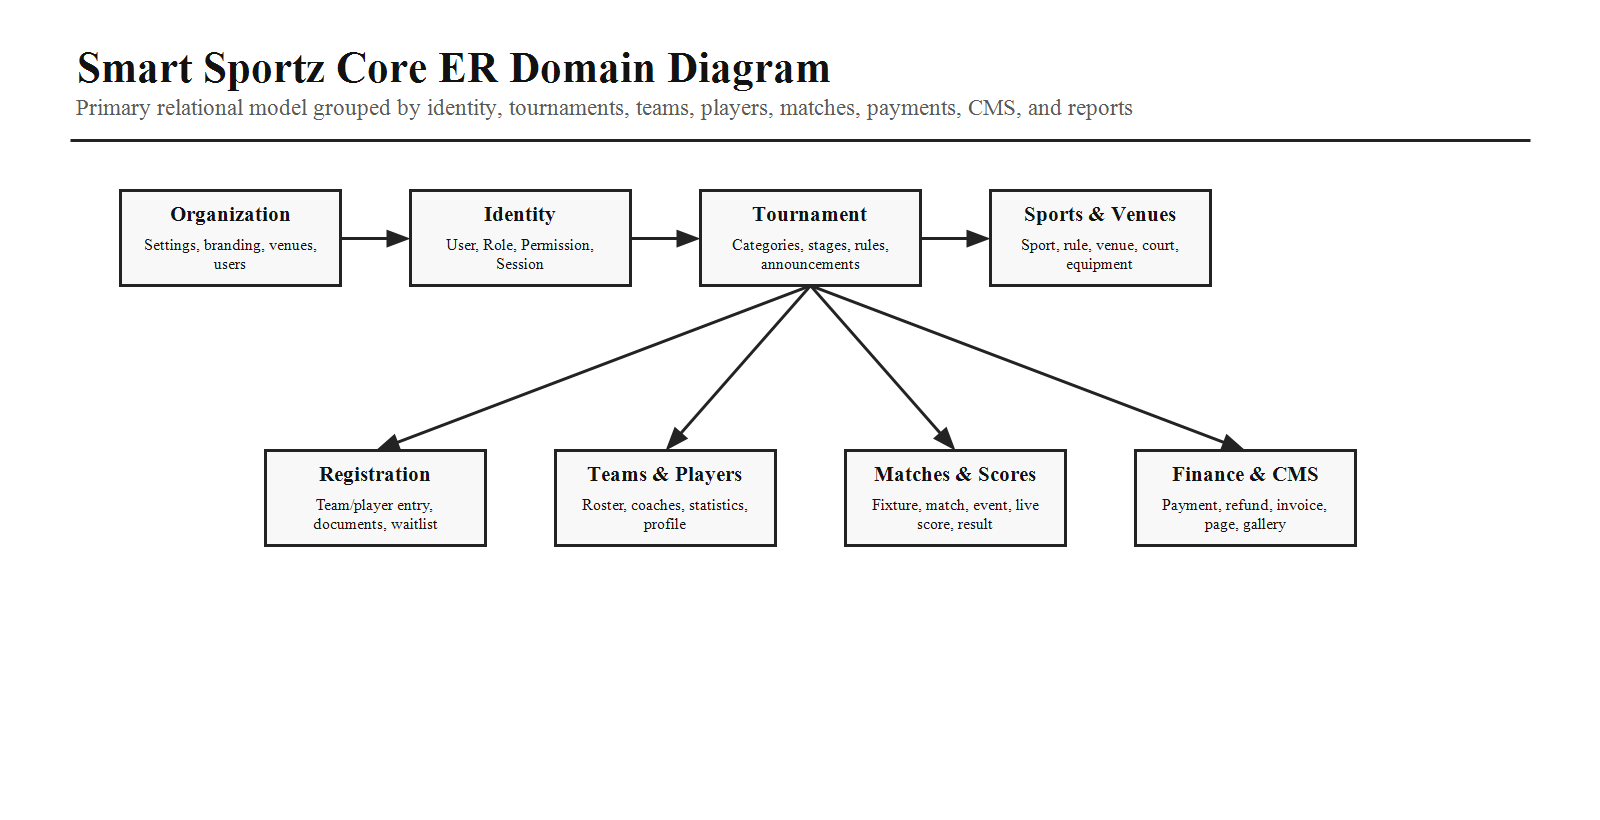 Smart Sportz Core ER Domain Diagram
Primary relational model grouped by identity, tournaments, teams, players, matches, payments, CMS, and reports
Organization
Settings, branding, venues,
users
Identity
User, Role, Permission,
Session
Tournament
Categories, stages, rules,
announcements
Sports & Venues
Sport, rule, venue, court,
equipment
Registration
Team/player entry,
documents, waitlist
Teams & Players
Roster, coaches, statistics,
profile
Matches & Scores
Fixture, match, event, live
score, result
Finance & CMS
Payment, refund, invoice,
page, gallery